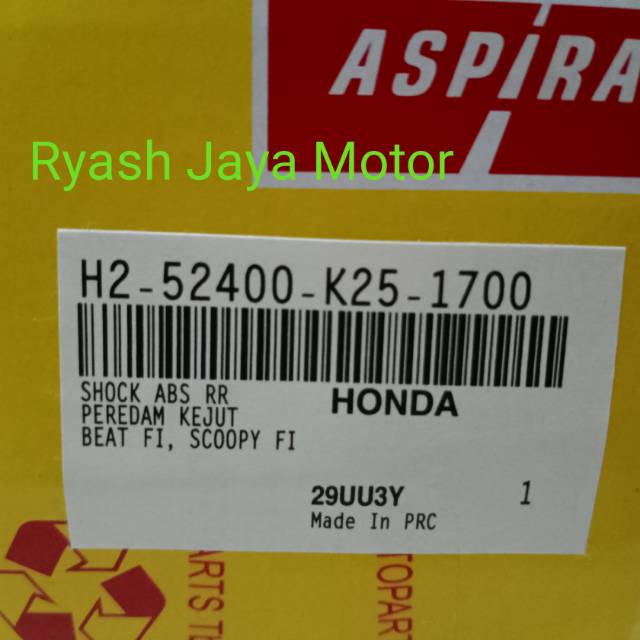 ASPIRA
Ryash Jaya Motor
H2-52400-K25-1700
SHOCK ABS RR
HONDA
PEREDAM KEJUT
BEAT FI, SCOOPY FI
29UU3Y
1
Made In PRC